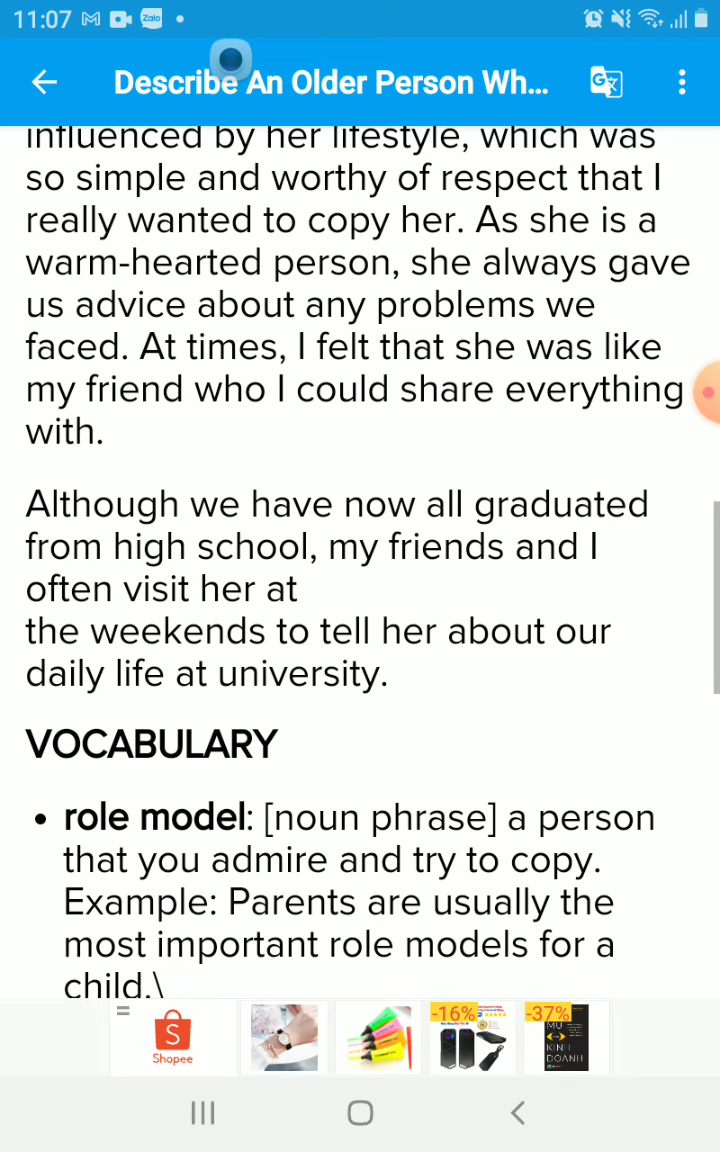 11:07
Zalo
Describe An Older Person Wh...
influenced by her lifestyle, which was
so simple and worthy of respect that I
really wanted to copy her. As she is a
warm-hearted person, she always gave
us advice about any problems we
faced. At times, I felt that she was like
my friend who I could share everything
with.
Although we have now all graduated
from high school, my friends and I
often visit her at
the weekends to tell her about our
daily life at university.
VOCABULARY
• role model: [noun phrase] a person
that you admire and try to copy.
Example: Parents are usually the
most important role models for a
child.\
Shopee
-16%
-37%
KINH
DOANH